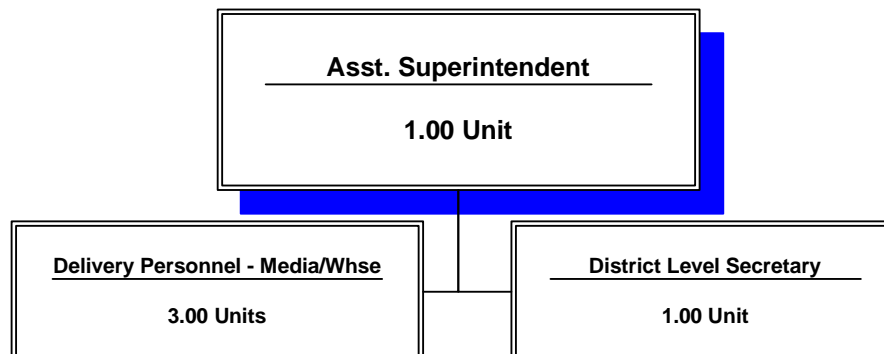 Asst. Superintendent
1.00 Unit
Delivery Personnel - Media/Whse
3.00 Units
District Level Secretary
1.00 Unit